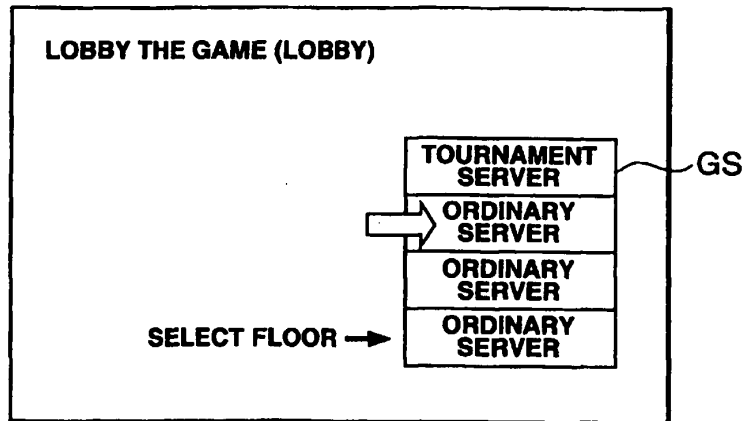 LOBBY THE GAME (LOBBY)
TOURNAMENT
SERVER
GS
ORDINARY
SERVER
ORDINARY
SERVER
SELECT FLOOR
ORDINARY
SERVER